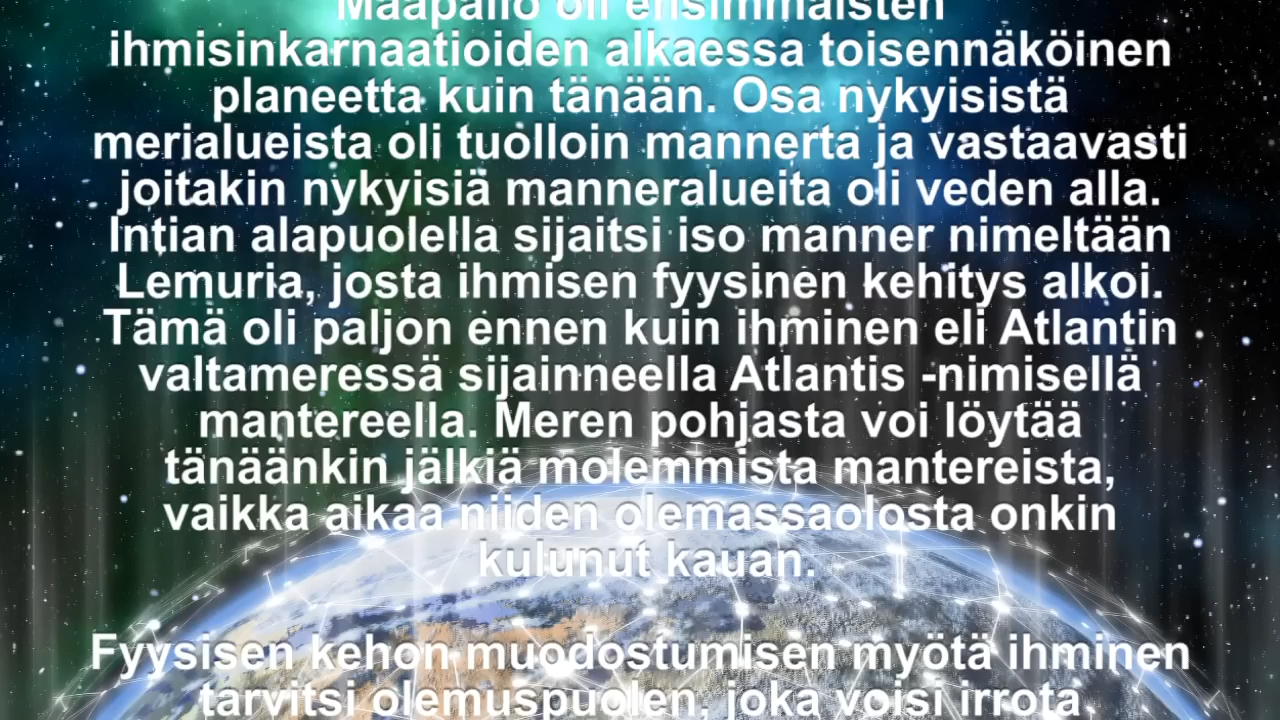 Maapallo oli ensimmäisten
ihmisinkarnaatioiden alkaessa toisennäköinen
planeetta kuin tänään. Osa nykyisistä
merialueista oli tuolloin mannerta ja vastaavasti
joitakin nykyisiä manneralueita oli veden alla.
Intian alapuolella sijaitsi iso manner nimeltään
Lemuria, josta ihmisen fyysinen kehitys alkoi.
Tämä oli paljon ennen kuin ihminen eli Atlantin
valtameressä sijainneella Atlantis -nimisellä
mantereella. Meren pohjasta voi löytää
tänäänkin jälkiä molemmista mantereista,
vaikka aikaa niiden olemassaolosta onkin
kulunut kauan.
Fyysisen kehon muodostumisen myötä ihminen
tarvitsi olemuspuolen, joka voisi irrota